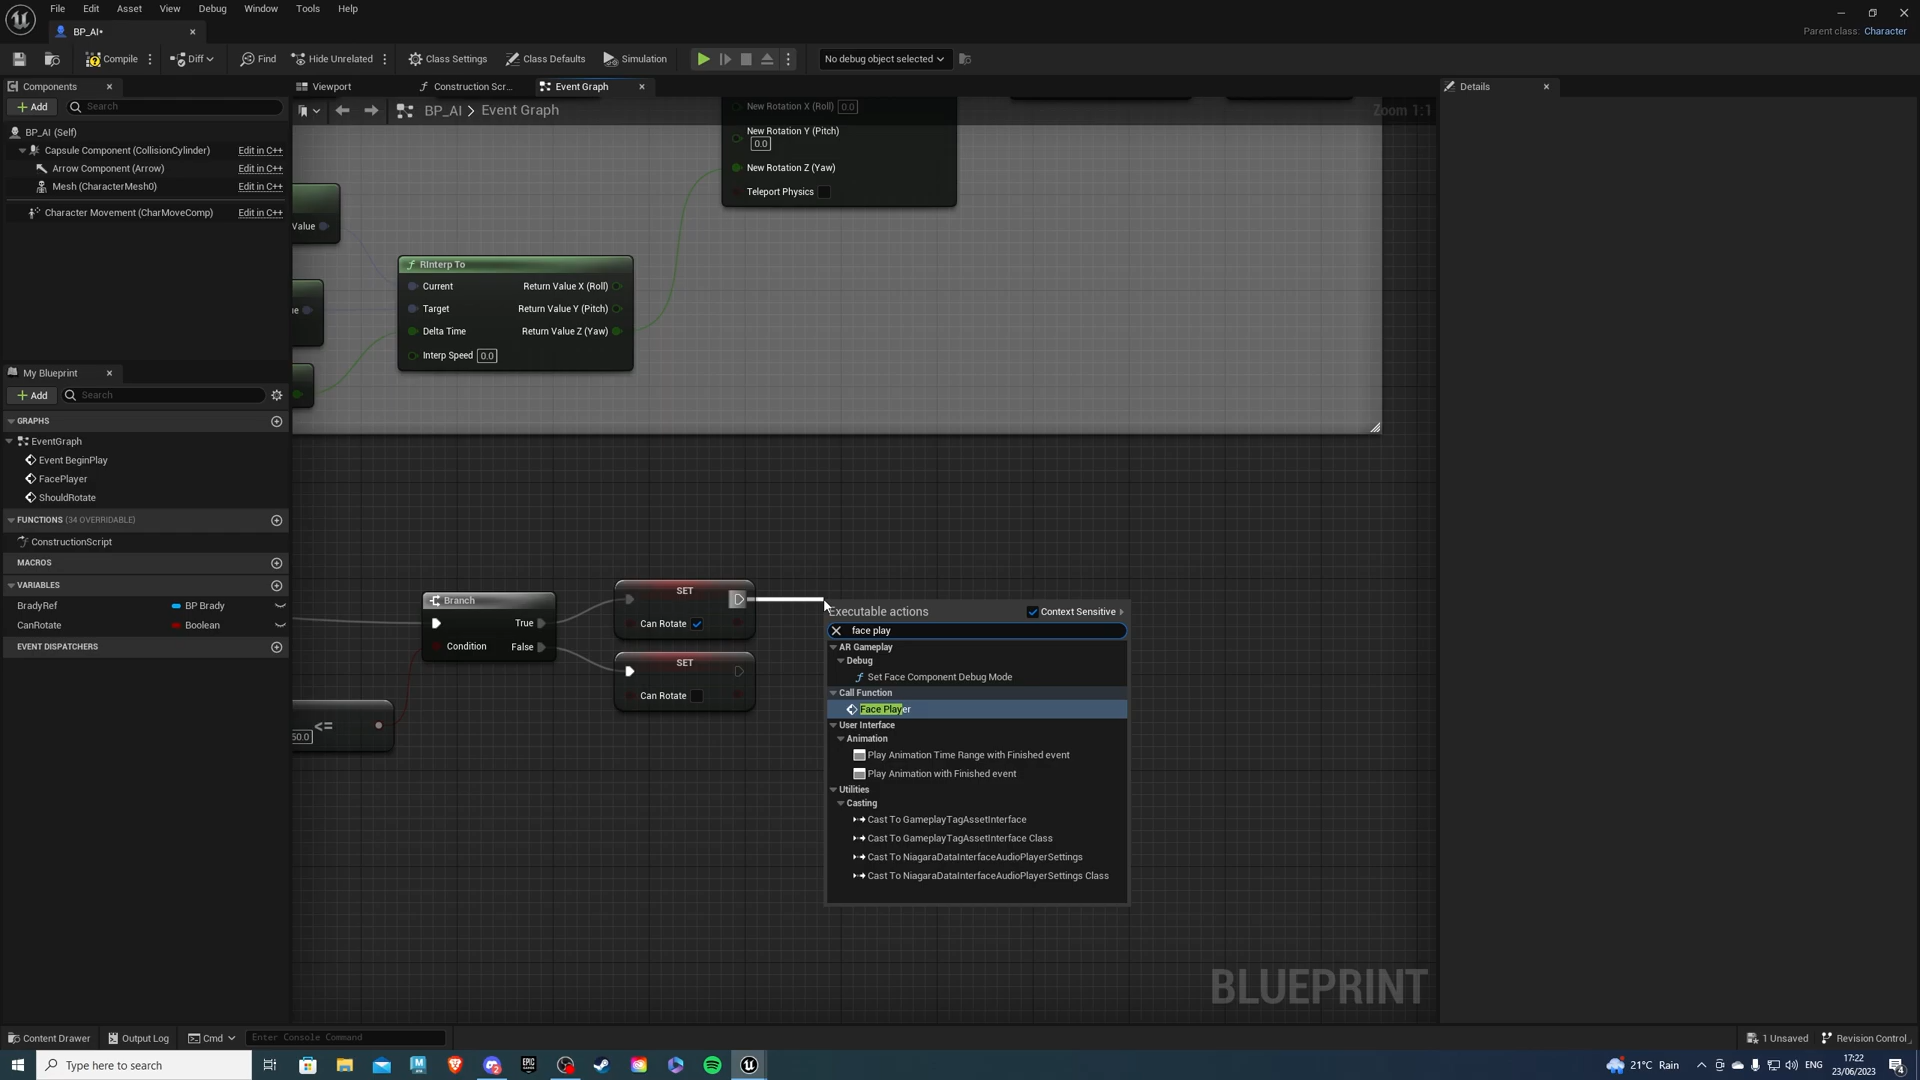 File Edit Asset View Debug Window Tools Help
BP_AI•
Parent class: Character
Compile Diff Find Hide Unrelated Class Settings Class Defaults Simulation No debug object selected
Components Viewport Construction Scr... Event Graph Details
Add Search
BP_AI > Event Graph
Zoom 1:1
BP_AI (Self)
Capsule Component (CollisionCylinder) Edit in C++
Arrow Component (Arrow) Edit in C++
Mesh (CharacterMesh0) Edit in C++
Character Movement (CharMoveComp) Edit in C++
New Rotation X (Roll) 0.0
New Rotation Y (Pitch)
0.0
New Rotation Z (Yaw)
Teleport Physics
Value
RInterp To
Current Return Value X (Roll)
Target Return Value Y (Pitch)
Delta Time Return Value Z (Yaw)
Interp Speed 0.0
My Blueprint
Add Search
GRAPHS
EventGraph
Event BeginPlay
FacePlayer
ShouldRotate
FUNCTIONS (34 OVERRIDABLE)
ConstructionScript
MACROS
VARIABLES
BradyRef BP Brady
CanRotate Boolean
EVENT DISPATCHERS
Branch
True
Condition False
SET
Can Rotate
SET
Can Rotate
50.0 <=
Executable actions Context Sensitive
face play
AR Gameplay
Debug
Set Face Component Debug Mode
Call Function
Face Player
User Interface
Animation
Play Animation Time Range with Finished event
Play Animation with Finished event
Utilities
Casting
Cast To GameplayTagAssetInterface
Cast To GameplayTagAssetInterface Class
Cast To NiagaraDataInterfaceAudioPlayerSettings
Cast To NiagaraDataInterfaceAudioPlayerSettings Class
BLUEPRINT
Content Drawer Output Log Cmd Enter Console Command 1 Unsaved Revision Control
Type here to search
21°C Rain ENG 17:22
23/06/2023